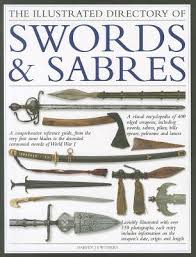 THE ILLUSTRATED DIRECTORY OF
SWORDS &
SABRES
A visual encyclopedia of 400
edged weapons, including
swords, sabres, pikes, bills
spears, poleaxes and lances
A comprehensive reference guide, from the
very first stone blades to the decorated
ceremonial swords of World War I
Lavishly illustrated with over
550 photographs, each entry
includes information on the
weapon's date, origin and length
HARVEY J S WITHERS